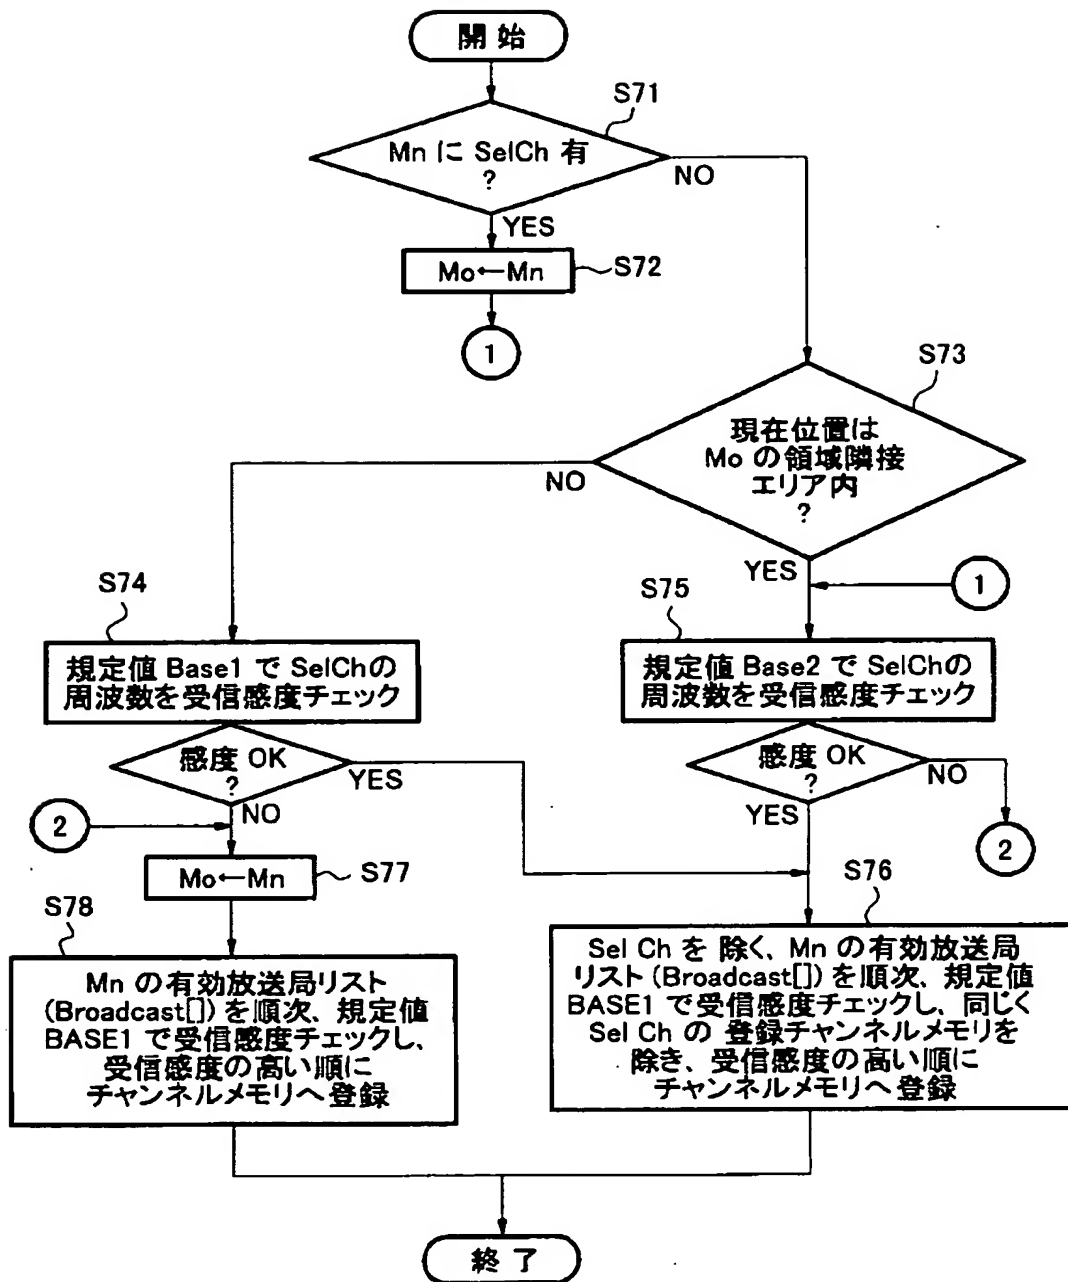 開始
S71
Mn に SelCh 有
?
NO
YES
Mo←Mn
S72
1
S73
現在位置は
Mo の領域隣接
エリア内
?
NO
YES
1
S74
S75
規定値 Base1 で SelChの
周波数を受信感度チェック
規定値 Base2 で SelChの
周波数を受信感度チェック
感度 OK
?
YES
NO
感度 OK
?
NO
YES
2
2
Mo←Mn
S77
S76
S78
Mn の有効放送局リスト
(Broadcast[])を順次、規定値
BASE1 で受信感度チェックし、
受信感度の高い順に
チャンネルメモリへ登録
Sel Ch を 除く、Mn の有効放送局
リスト(Broadcast[])を順次、規定値
BASE1 で受信感度チェックし、同じく
Sel Ch の 登録チャンネルメモリを
除き、受信感度の高い順に
チャンネルメモリへ登録
終了